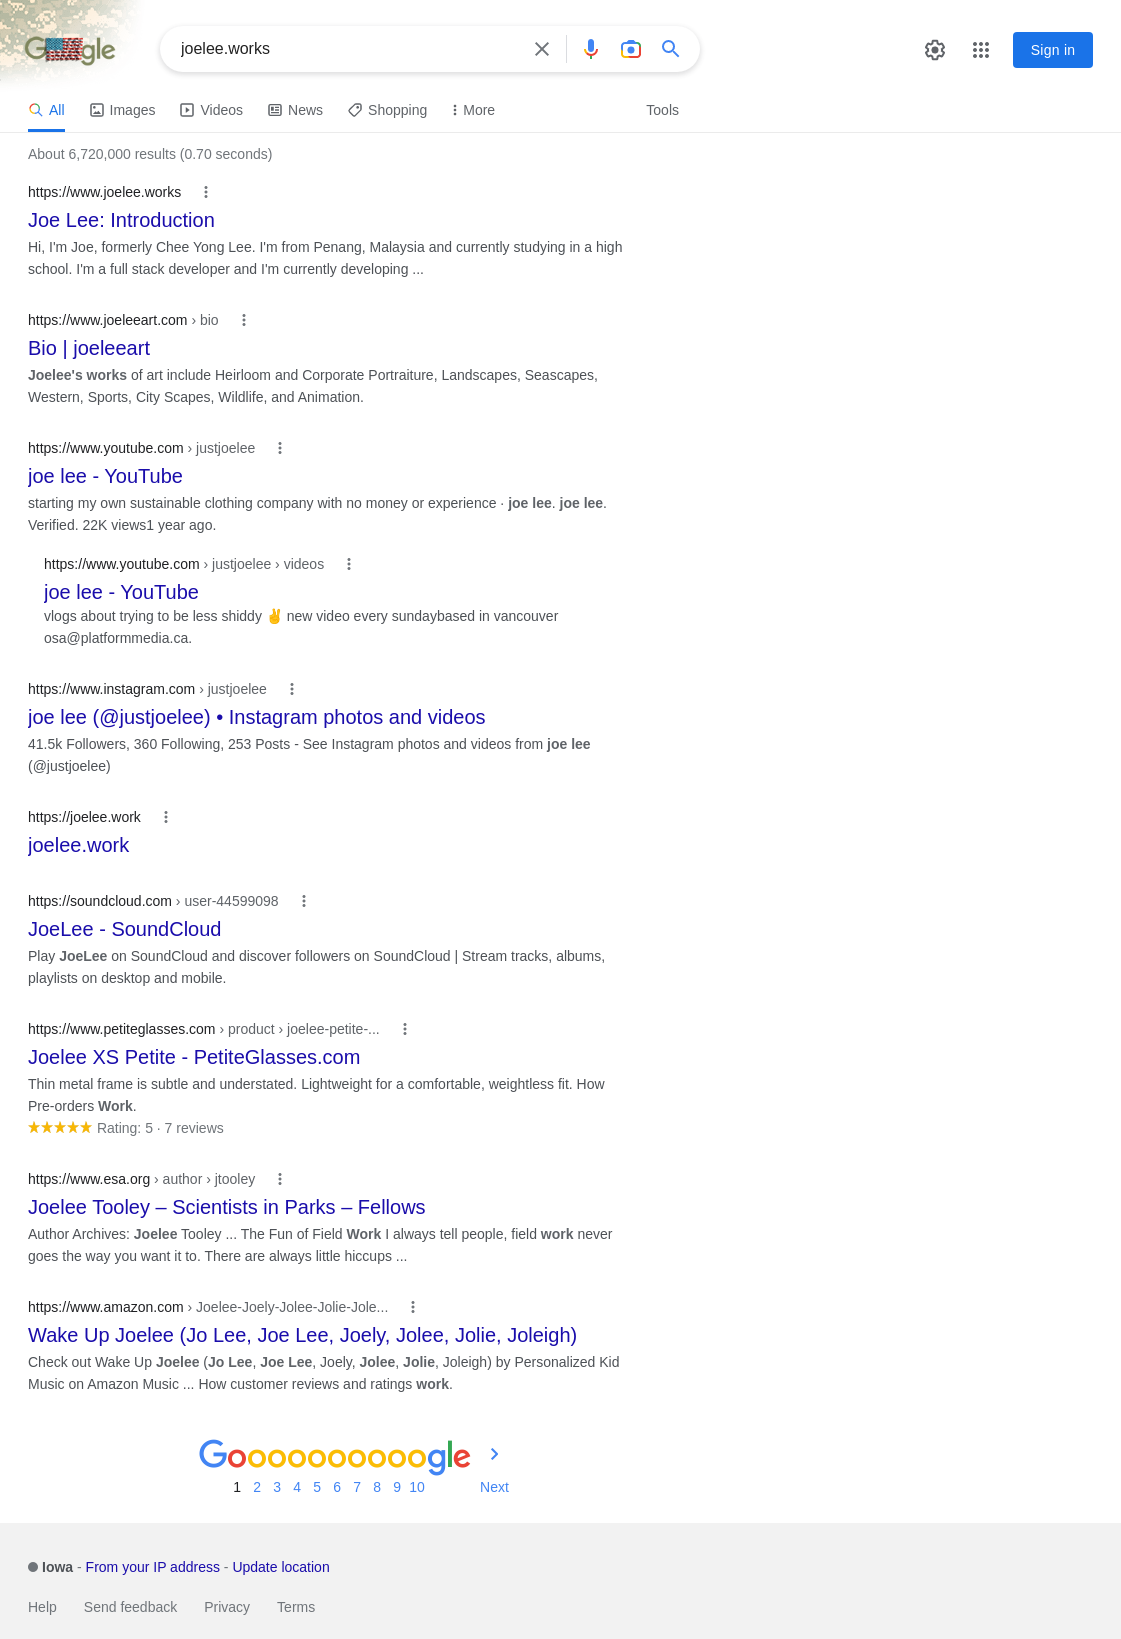 Google
joelee.works
Sign in
All Images Videos News Shopping More Tools
About 6,720,000 results (0.70 seconds)
https://www.joelee.works
Joe Lee: Introduction
Hi, I'm Joe, formerly Chee Yong Lee. I'm from Penang, Malaysia and currently studying in a high
school. I'm a full stack developer and I'm currently developing ...
https://www.joeleeart.com › bio
Bio | joeleeart
Joelee's works of art include Heirloom and Corporate Portraiture, Landscapes, Seascapes,
Western, Sports, City Scapes, Wildlife, and Animation.
https://www.youtube.com › justjoelee
joe lee - YouTube
starting my own sustainable clothing company with no money or experience · joe lee. joe lee.
Verified. 22K views1 year ago.
https://www.youtube.com › justjoelee › videos
joe lee - YouTube
vlogs about trying to be less shiddy ✌️ new video every sundaybased in vancouver
osa@platformmedia.ca.
https://www.instagram.com › justjoelee
joe lee (@justjoelee) • Instagram photos and videos
41.5k Followers, 360 Following, 253 Posts - See Instagram photos and videos from joe lee
(@justjoelee)
https://joelee.work
joelee.work
https://soundcloud.com › user-44599098
JoeLee - SoundCloud
Play JoeLee on SoundCloud and discover followers on SoundCloud | Stream tracks, albums,
playlists on desktop and mobile.
https://www.petiteglasses.com › product › joelee-petite-...
Joelee XS Petite - PetiteGlasses.com
Thin metal frame is subtle and understated. Lightweight for a comfortable, weightless fit. How
Pre-orders Work.
Rating: 5 · 7 reviews
https://www.esa.org › author › jtooley
Joelee Tooley – Scientists in Parks – Fellows
Author Archives: Joelee Tooley ... The Fun of Field Work I always tell people, field work never
goes the way you want it to. There are always little hiccups ...
https://www.amazon.com › Joelee-Joely-Jolee-Jolie-Jole...
Wake Up Joelee (Jo Lee, Joe Lee, Joely, Jolee, Jolie, Joleigh)
Check out Wake Up Joelee (Jo Lee, Joe Lee, Joely, Jolee, Jolie, Joleigh) by Personalized Kid
Music on Amazon Music ... How customer reviews and ratings work.
Goooooooooogle
1 2 3 4 5 6 7 8 9 10 Next
Iowa - From your IP address - Update location
Help Send feedback Privacy Terms